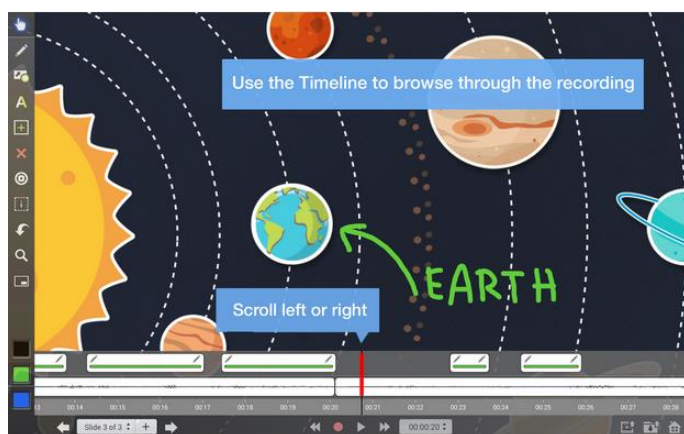 Use the Timeline to browse through the recording
A
EARTH
Scroll left or right
00:14 00:15 00:16 00:17 00:18 00:19 00:20 00:21 00:22 00:23 00:24 00:25 00:26 00:27 00:28
Slide 3 of 3 + 00:00:20